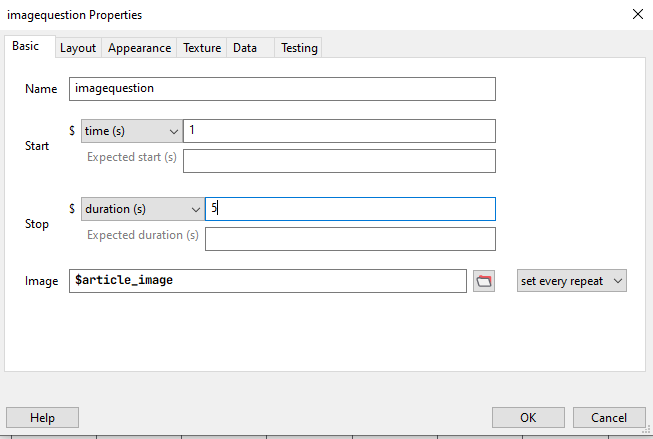 imagequestion Properties
Basic Layout Appearance Texture Data Testing
Name imagequestion
Start $ time (s) 1
Expected start (s)
Stop $ duration (s) 5
Expected duration (s)
Image $article_image set every repeat
Help OK Cancel